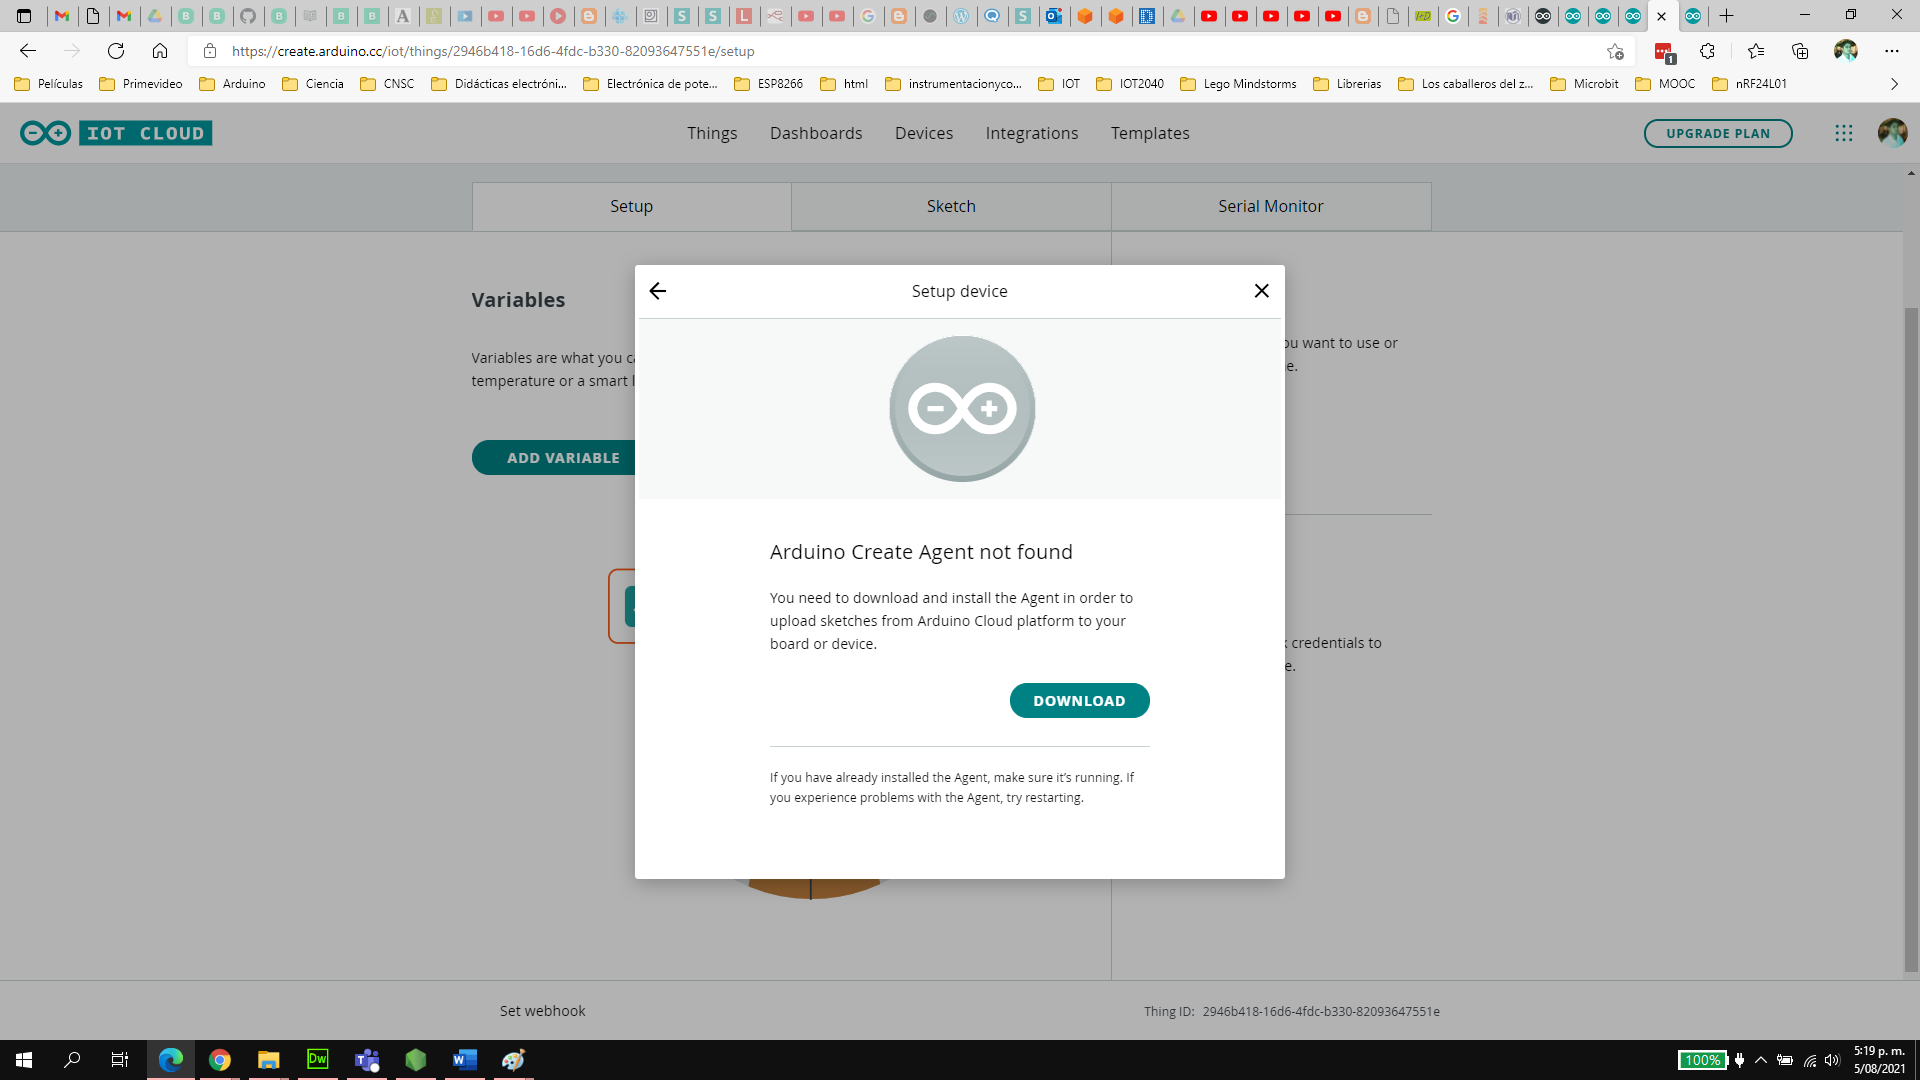 https://create.arduino.cc/iot/things/2946b418-16d6-4fdc-b330-82093647551e/setup
1
Películas
Primevideo
Arduino
Ciencia
CNSC
Didácticas electróni...
Electrónica de pote...
ESP8266
html
instrumentacionyco...
IOT
IOT2040
Lego Mindstorms
Librerias
Los caballeros del z...
Microbit
MOOC
nRF24L01
IOT CLOUD
Things
Dashboards
Devices
Integrations
Templates
UPGRADE PLAN
Setup
Sketch
Serial Monitor
Variables
Variables are what you
temperature or a smart
ADD VARIABLE
you want to use or
credentials to
Setup device
Arduino Create Agent not found
You need to download and install the Agent in order to
upload sketches from Arduino Cloud platform to your
board or device.
DOWNLOAD
If you have already installed the Agent, make sure it's running. If
you experience problems with the Agent, try restarting.
Set webhook
Thing ID: 2946b418-16d6-4fdc-b330-82093647551e
Dw
100%
5:19 p. m.
5/08/2021